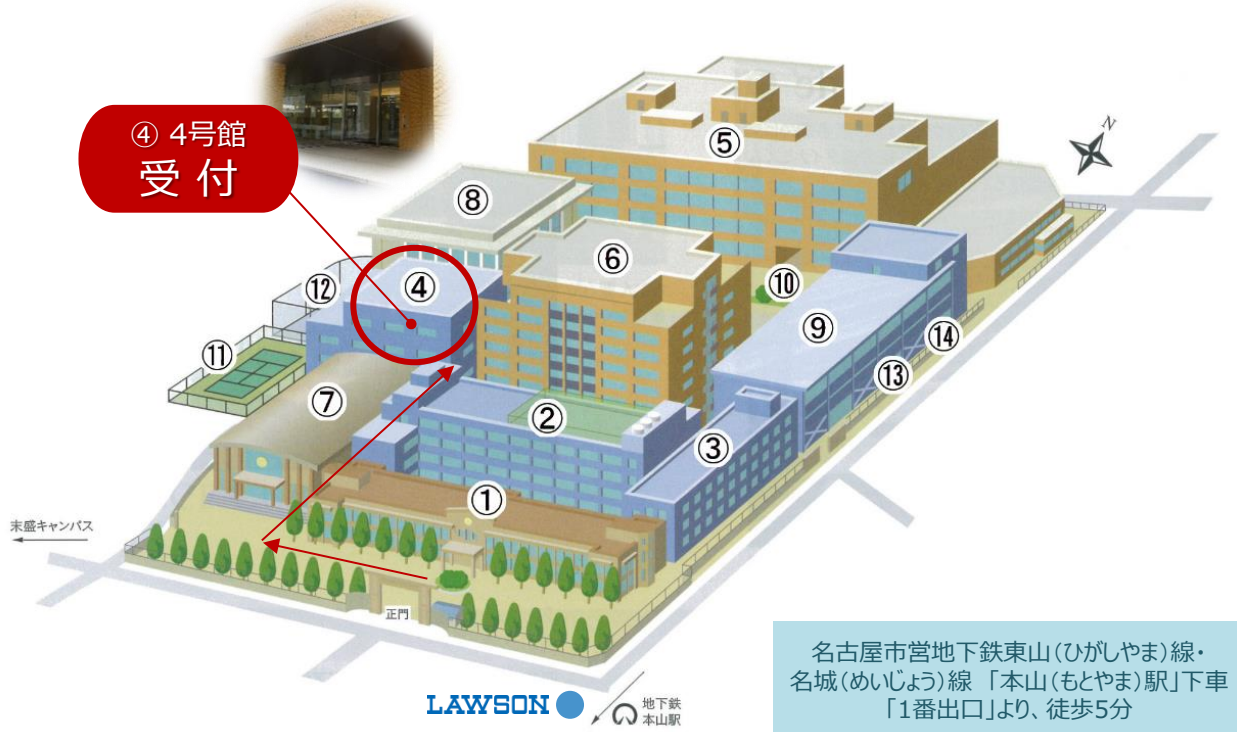 ④ 4号館
受 付
N
⑤
⑧
⑥
④
⑫
⑩
⑨
⑭
⑪
⑬
⑦
②
③
①
末盛キャンパス
正門
LAWSON
地下鉄
本山駅
名古屋市営地下鉄東山(ひがしやま)線・
名城(めいじょう)線 「本山(もとやま)駅」下車
「1番出口」より、徒歩5分